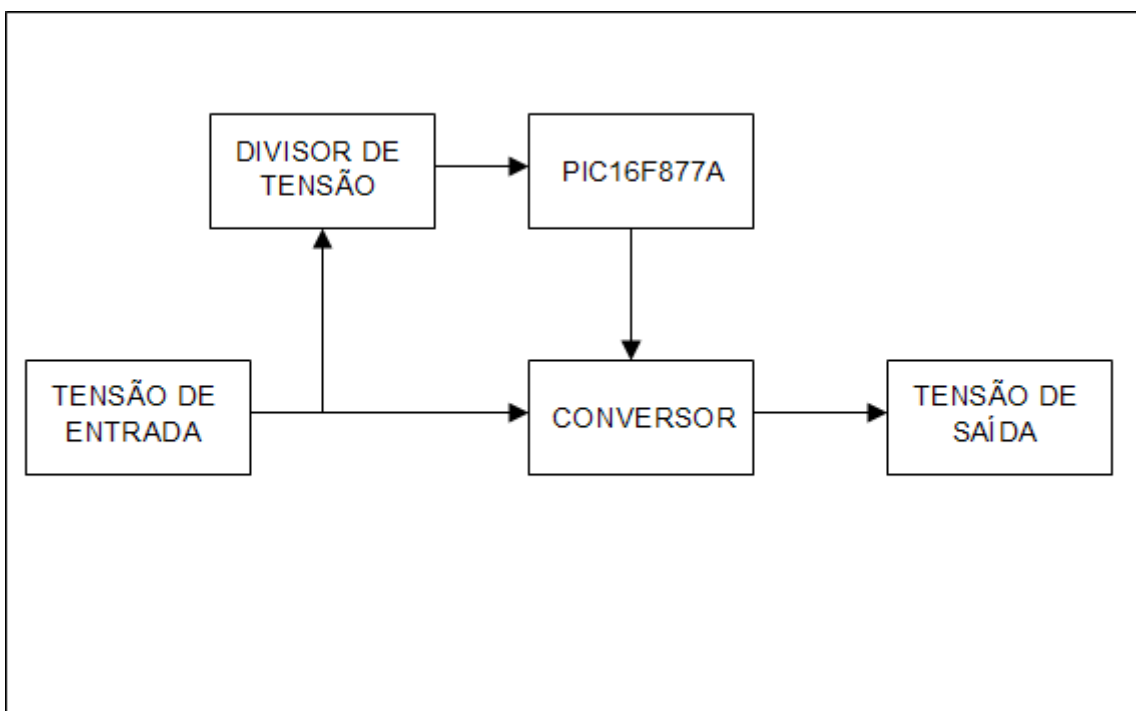 DIVISOR DE
TENSÃO
PIC16F877A
TENSÃO DE
ENTRADA
CONVERSOR
TENSÃO DE
SAÍDA